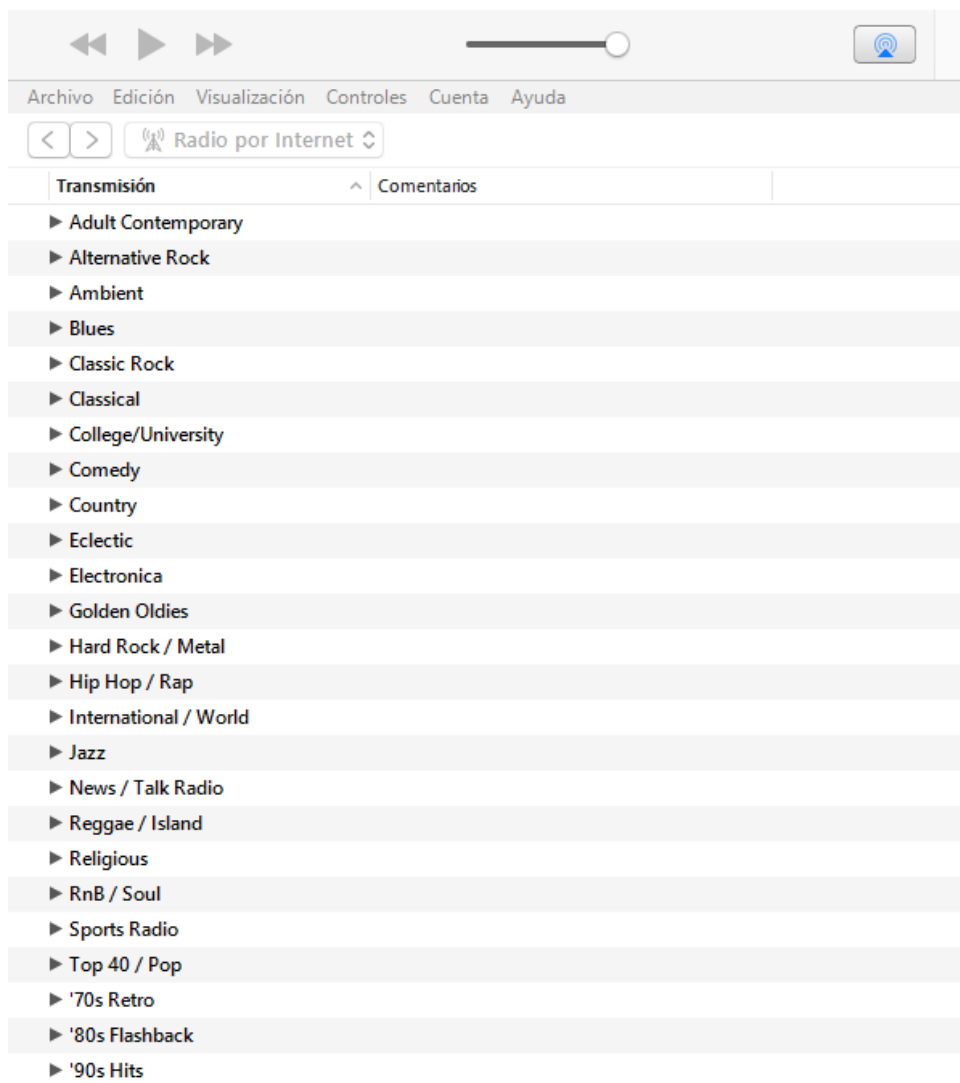 Archivo Edición Visualización Controles Cuenta Ayuda
Radio por Internet
Transmisión Comentarios
Adult Contemporary
Alternative Rock
Ambient
Blues
Classic Rock
Classical
College/University
Comedy
Country
Eclectic
Electronica
Golden Oldies
Hard Rock / Metal
Hip Hop / Rap
International / World
Jazz
News / Talk Radio
Reggae / Island
Religious
RnB / Soul
Sports Radio
Top 40 / Pop
'70s Retro
'80s Flashback
'90s Hits